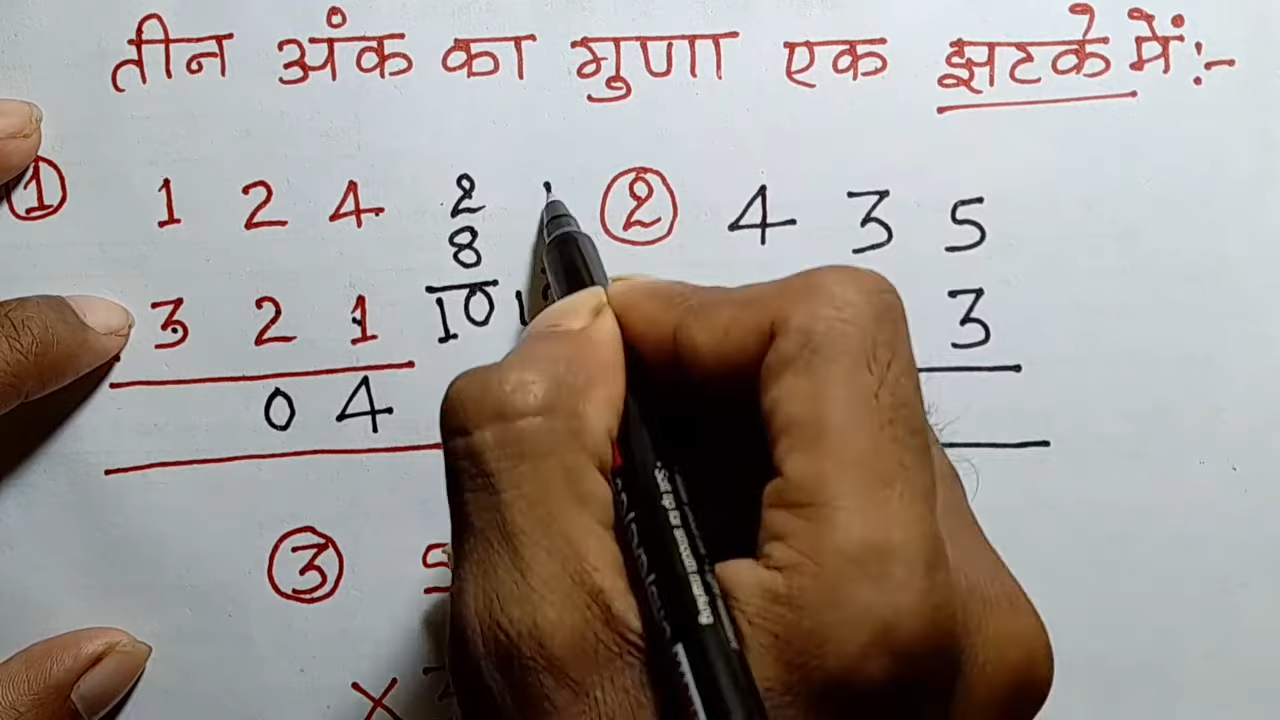 तीन अंक का गुणा एक झटके में :-
① 1 2 4 2 ② 4 3 5
8
3 2 1 10 1 3
0 4
③ 5
×